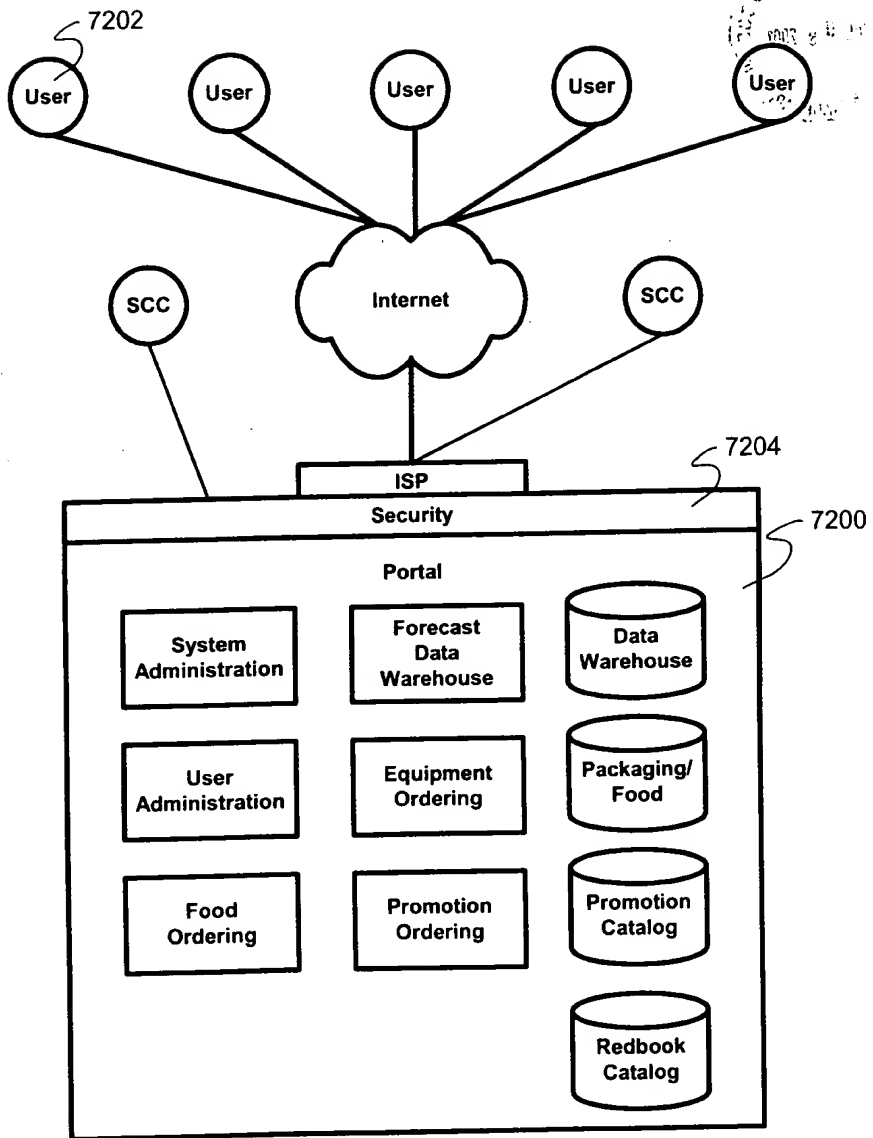 7202
User
User
User
User
User
SCC
Internet
SCC
ISP
7204
Security
7200
Portal
System
Administration
Forecast
Data
Warehouse
Data
Warehouse
User
Administration
Equipment
Ordering
Packaging/
Food
Food
Ordering
Promotion
Ordering
Promotion
Catalog
Redbook
Catalog